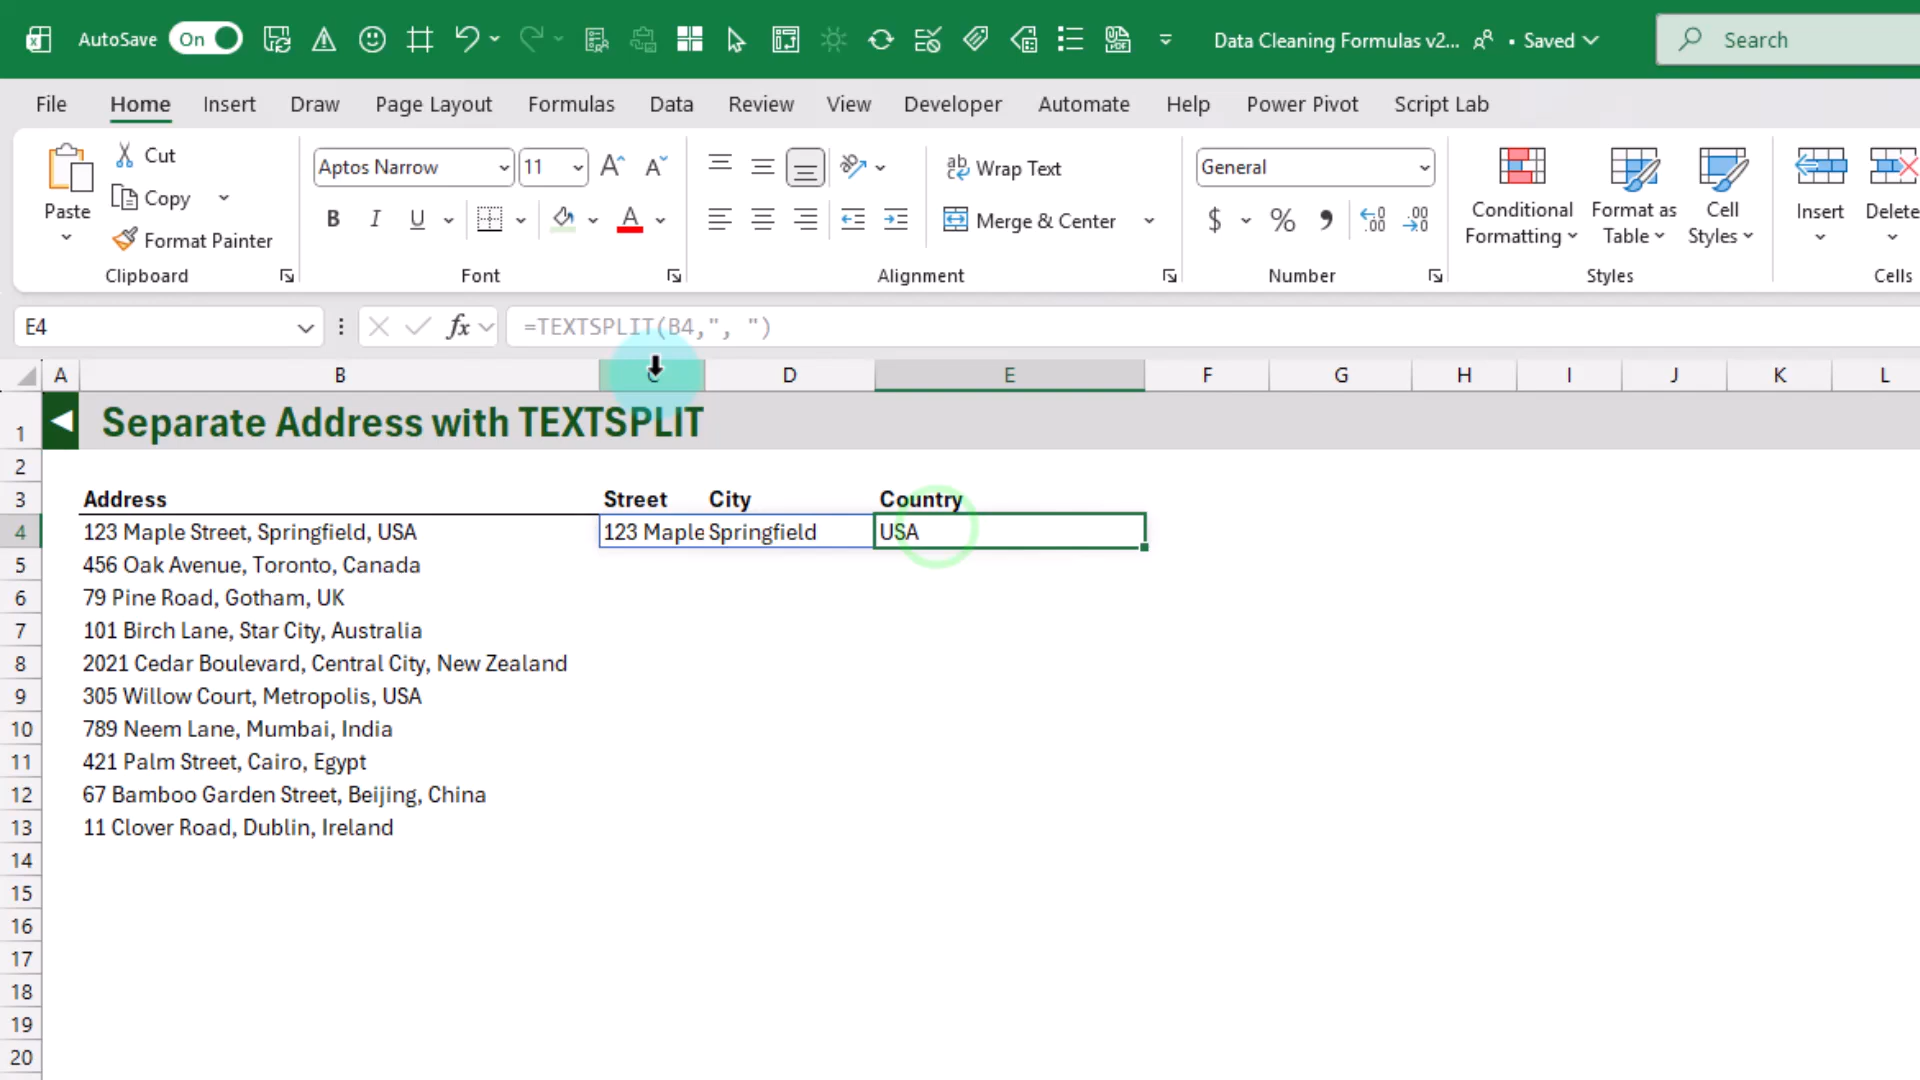 AutoSave On Data Cleaning Formulas v2... • Saved Search
File Home Insert Draw Page Layout Formulas Data Review View Developer Automate Help Power Pivot Script Lab
Paste Cut Copy Format Painter
Clipboard
Aptos Narrow 11
B I U A
Font
Wrap Text
Merge & Center
Alignment
General
$ % 9
Number
Conditional Formatting
Format as Table
Cell Styles
Styles
Insert Delete
Cells
E4 fx =TEXTSPLIT(B4,", ")
A B C D E F G H I J K L
1 Separate Address with TEXTSPLIT
2
3 Address Street City Country
4 123 Maple Street, Springfield, USA 123 Maple Springfield USA
5 456 Oak Avenue, Toronto, Canada
6 79 Pine Road, Gotham, UK
7 101 Birch Lane, Star City, Australia
8 2021 Cedar Boulevard, Central City, New Zealand
9 305 Willow Court, Metropolis, USA
10 789 Neem Lane, Mumbai, India
11 421 Palm Street, Cairo, Egypt
12 67 Bamboo Garden Street, Beijing, China
13 11 Clover Road, Dublin, Ireland
14
15
16
17
18
19
20